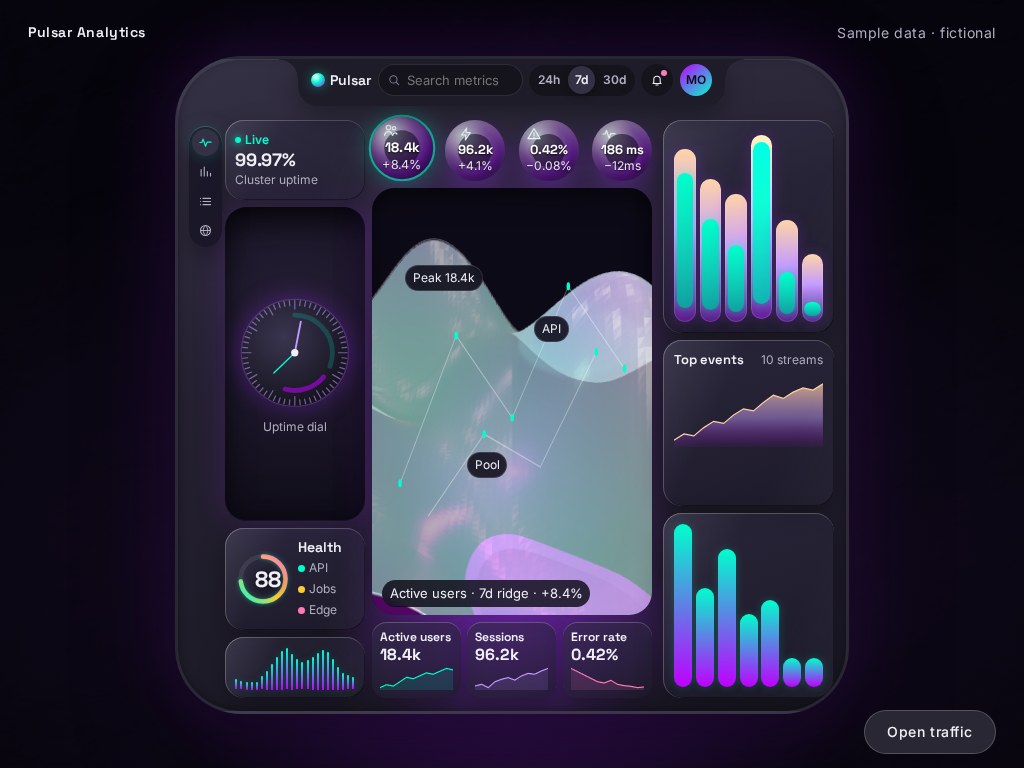 Pulsar Analytics
Sample data · fictional
Pulsar
Search metrics
24h
7d
30d
MO
Live
99.97%
Cluster uptime
18.4k
+8.4%
96.2k
+4.1%
0.42%
−0.08%
186 ms
−12ms
Peak 18.4k
API
Pool
Active users · 7d ridge · +8.4%
Uptime dial
Top events
10 streams
88
Health
API
Jobs
Edge
Active users
18.4k
Sessions
96.2k
Error rate
0.42%
Open traffic